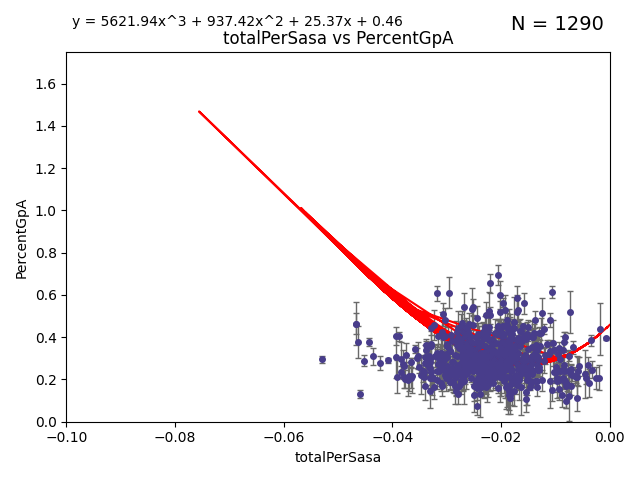 y = 5621.94x^3 + 937.42x^2 + 25.37x + 0.46
N = 1290
totalPerSasa vs PercentGpA
PercentGpA
1.6
1.4
1.2
1.0
0.8
0.6
0.4
0.2
0.0
−0.10 −0.08 −0.06 −0.04 −0.02 0.00
totalPerSasa